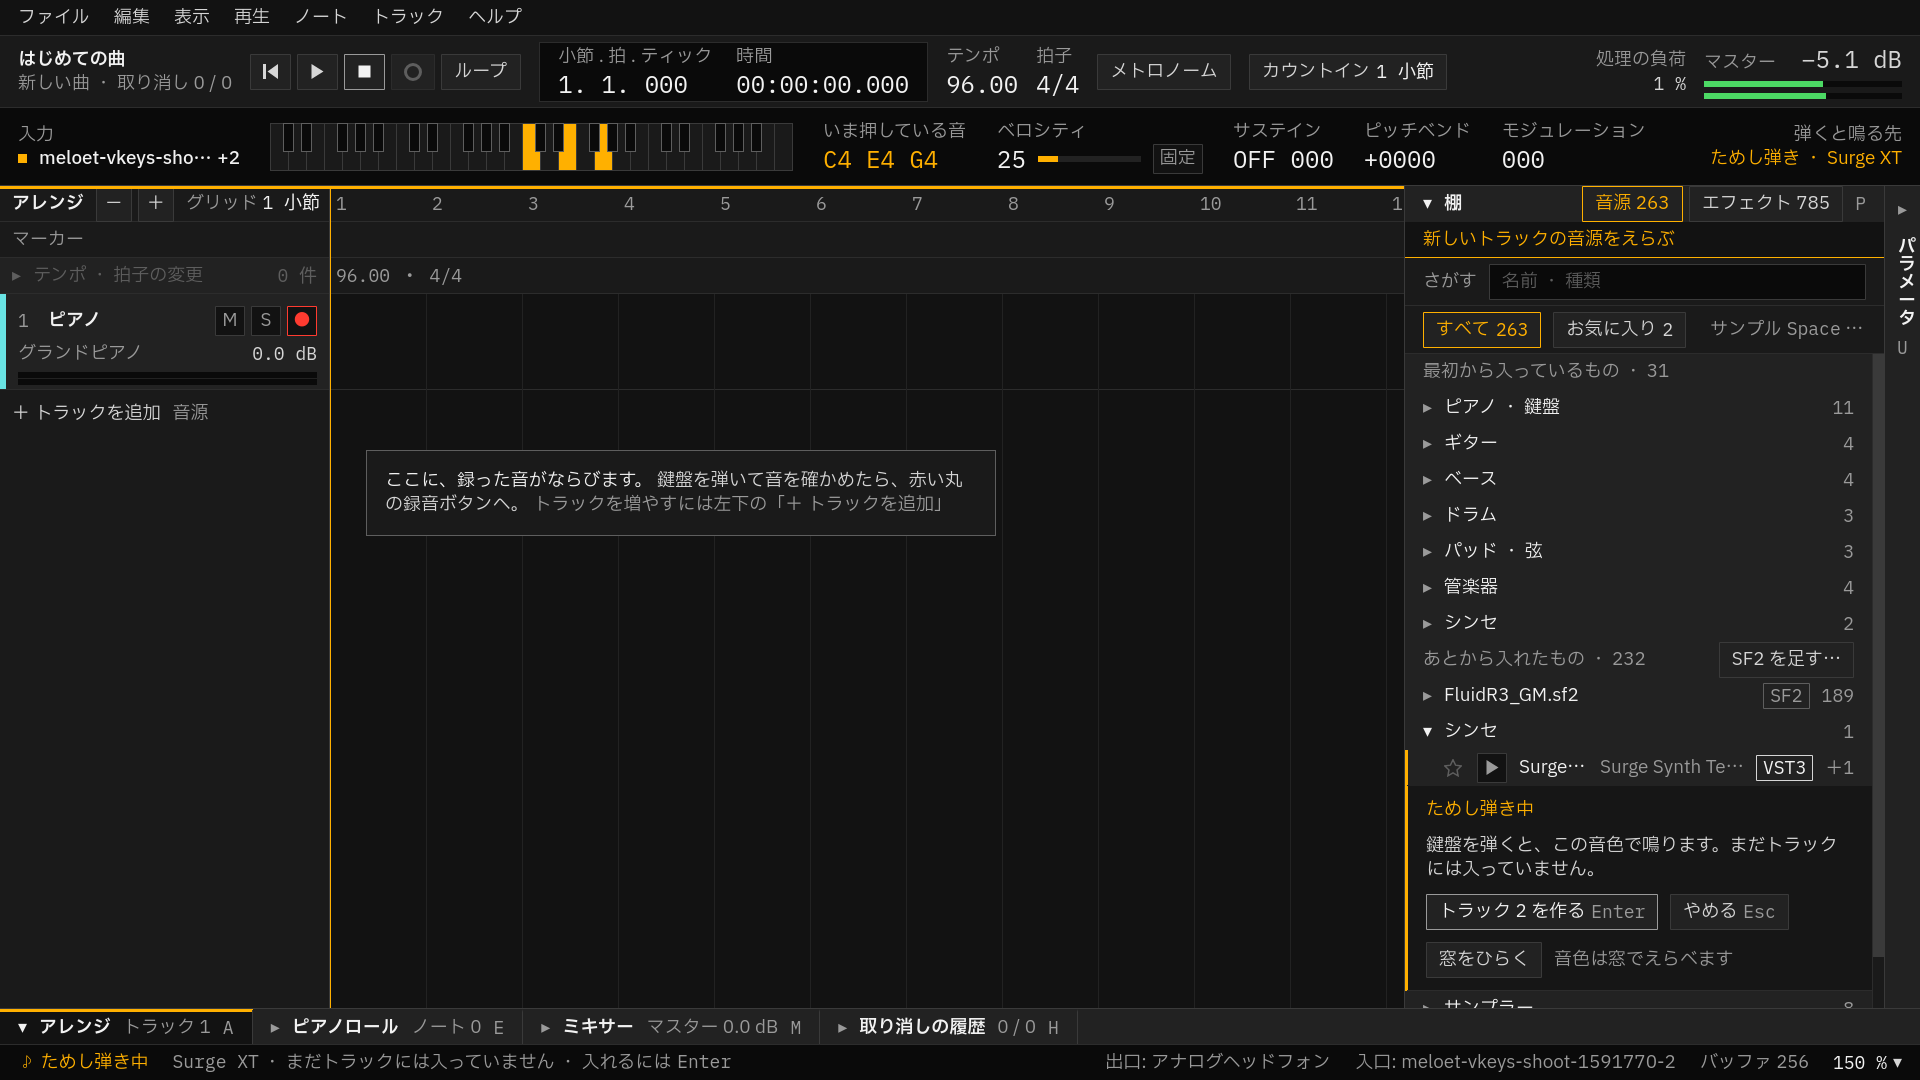 ファイル 編集 表示 再生 ノート トラック ヘルプ
はじめての曲
新しい曲 · 取り消し 0 / 0
ループ
小節 . 拍 . ティック 時間
1. 1. 000 00:00:00.000
テンポ 拍子
96.00 4/4
メトロノーム
カウントイン 1 小節
処理の負荷
1 %
マスター −5.1 dB
入力
meloet-vkeys-sho… +2
いま押している音
C4 E4 G4
ベロシティ
25 固定
サステイン
OFF 000
ピッチベンド
+0000
モジュレーション
000
弾くと鳴る先
ためし弾き · Surge XT
アレンジ − + グリッド 1 小節
1 2 3 4 5 6 7 8 9 10 11 1
マーカー
▸ テンポ · 拍子の変更 0 件
96.00 · 4/4
1 ピアノ M S
グランドピアノ 0.0 dB
+ トラックを追加 音源
ここに、録った音がならびます。 鍵盤を弾いて音を確かめたら、赤い丸
の録音ボタンへ。 トラックを増やすには左下の「+ トラックを追加」
▾ 棚 音源 263 エフェクト 785 P
新しいトラックの音源をえらぶ
さがす 名前 · 種類
すべて 263 お気に入り 2 サンプル Space …
最初から入っているもの · 31
▸ ピアノ · 鍵盤 11
▸ ギター 4
▸ ベース 4
▸ ドラム 3
▸ パッド · 弦 3
▸ 管楽器 4
▸ シンセ 2
あとから入れたもの · 232 SF2 を足す…
▸ FluidR3_GM.sf2 SF2 189
▾ シンセ 1
☆ ▶ Surge… Surge Synth Te… VST3 +1
ためし弾き中
鍵盤を弾くと、この音色で鳴ります。まだトラック
には入っていません。
トラック 2 を作る Enter やめる Esc
窓をひらく 音色は窓でえらべます
▸ サンプラー 8
▸ パラメータ U
▾ アレンジ トラック 1 A ▸ ピアノロール ノート 0 E ▸ ミキサー マスター 0.0 dB M ▸ 取り消しの履歴 0 / 0 H
♪ ためし弾き中 Surge XT · まだトラックには入っていません · 入れるには Enter
出口: アナログヘッドフォン 入口: meloet-vkeys-shoot-1591770-2 バッファ 256 150 % ▾